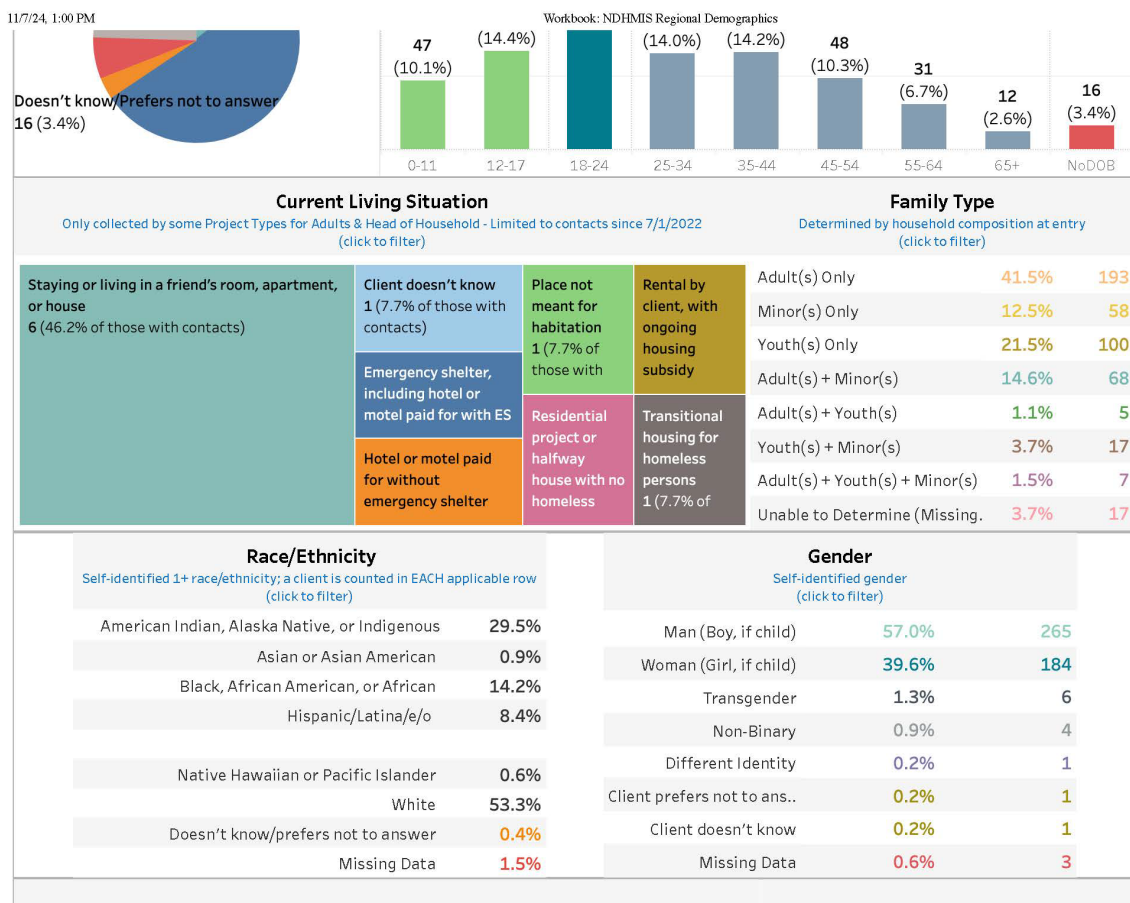 11/7/24, 1:00 PM
Workbook: NDHMIS Regional Demographics
Doesn't know/Prefers not to answer
16 (3.4%)
47
(10.1%)
(14.4%)
(14.0%)
(14.2%)
48
(10.3%)
31
(6.7%)
12
(2.6%)
16
(3.4%)
0-11
12-17
18-24
25-34
35-44
45-54
55-64
65+
NoDOB
Current Living Situation
Only collected by some Project Types for Adults & Head of Household - Limited to contacts since 7/1/2022
(click to filter)
Staying or living in a friend's room, apartment,
or house
6 (46.2% of those with contacts)
Client doesn't know
1 (7.7% of those with
contacts)
Emergency shelter,
including hotel or
motel paid for with ES
Hotel or motel paid
for without
emergency shelter
Place not
meant for
habitation
1 (7.7% of
those with
Residential
project or
halfway
house with no
homeless
Rental by
client, with
ongoing
housing
subsidy
Transitional
housing for
homeless
persons
1 (7.7% of
Family Type
Determined by household composition at entry
(click to filter)
Adult(s) Only 41.5% 193
Minor(s) Only 12.5% 58
Youth(s) Only 21.5% 100
Adult(s) + Minor(s) 14.6% 68
Adult(s) + Youth(s) 1.1% 5
Youth(s) + Minor(s) 3.7% 17
Adult(s) + Youth(s) + Minor(s) 1.5% 7
Unable to Determine (Missing. 3.7% 17
Race/Ethnicity
Self-identified 1+ race/ethnicity; a client is counted in EACH applicable row
(click to filter)
American Indian, Alaska Native, or Indigenous 29.5%
Asian or Asian American 0.9%
Black, African American, or African 14.2%
Hispanic/Latina/e/o 8.4%
Native Hawaiian or Pacific Islander 0.6%
White 53.3%
Doesn't know/prefers not to answer 0.4%
Missing Data 1.5%
Gender
Self-identified gender
(click to filter)
Man (Boy, if child) 57.0% 265
Woman (Girl, if child) 39.6% 184
Transgender 1.3% 6
Non-Binary 0.9% 4
Different Identity 0.2% 1
Client prefers not to ans.. 0.2% 1
Client doesn't know 0.2% 1
Missing Data 0.6% 3